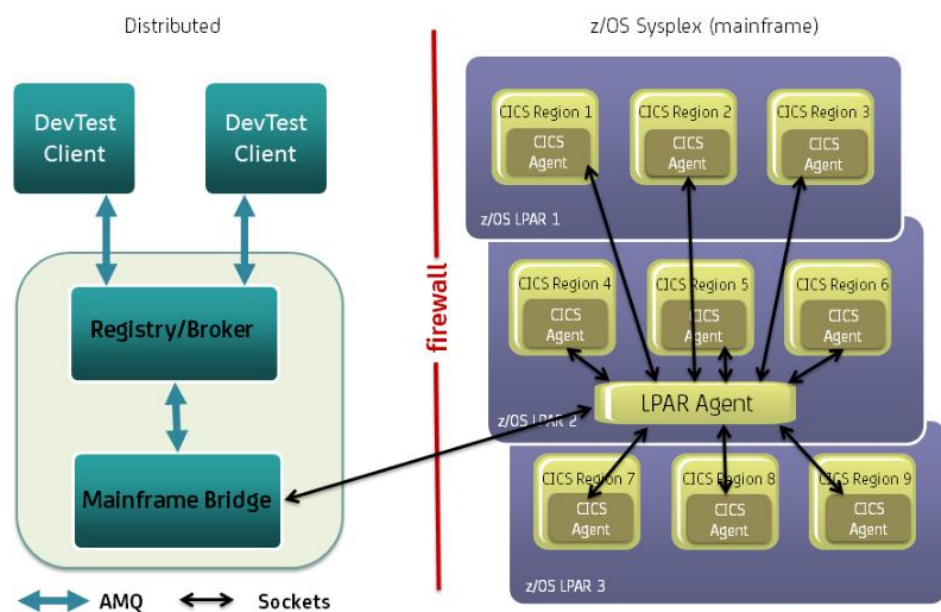 Distributed
z/OS Sysplex (mainframe)
DevTest
Client
DevTest
Client
Registry/Broker
Mainframe Bridge
AMQ
Sockets
firewall
CICS Region 1
CICS
Agent
CICS Region 2
CICS
Agent
CICS Region 3
CICS
Agent
z/OS LPAR 1
CICS Region 4
CICS
Agent
CICS Region 5
CICS
Agent
CICS Region 6
CICS
Agent
LPAR Agent
z/OS LPAR 2
CICS Region 7
CICS
Agent
CICS Region 8
CICS
Agent
CICS Region 9
CICS
Agent
z/OS LPAR 3